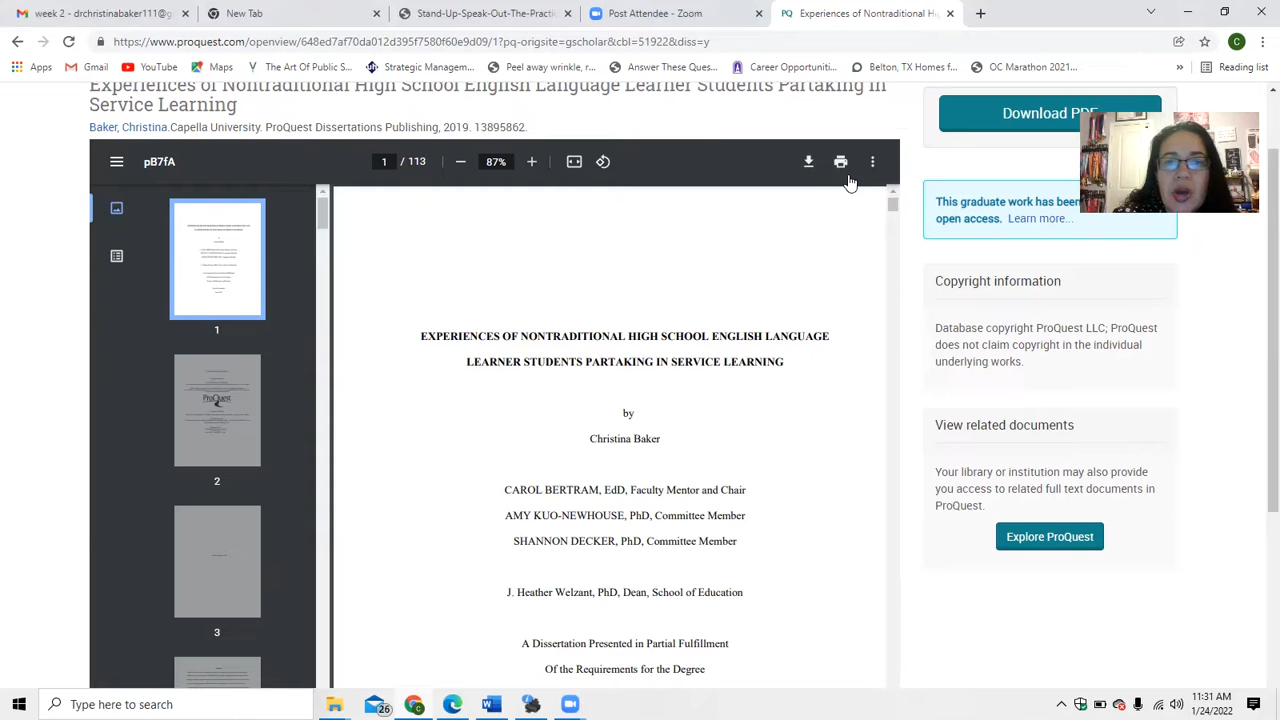 week 2 - drchristinabaker111@g
New Tab
Stand-Up-Speak-Out-The-Practi
Post Attendee - Zoom
PQ Experiences of Nontraditional H
https://www.proquest.com/openview/648ed7af70da012d395f7580f60e9d09/1?pq-origsite=gscholar&cbl=51922&diss=y
C
Apps Gmail YouTube Maps The Art Of Public S... Strategic Managem... Peel away wrinkle, r... Answer These Ques... Career Opportuniti... Belton, TX Homes f... OC Marathon 2021... » Reading list
Experiences of Nontraditional High School English Language Learner Students Partaking in
Service Learning
Baker, Christina.Capella University. ProQuest Dissertations Publishing, 2019. 13895862.
pB7fA
1 / 113
87%
1
ProQuest
2
3
EXPERIENCES OF NONTRADITIONAL HIGH SCHOOL ENGLISH LANGUAGE
LEARNER STUDENTS PARTAKING IN SERVICE LEARNING
by
Christina Baker
CAROL BERTRAM, EdD, Faculty Mentor and Chair
AMY KUO-NEWHOUSE, PhD, Committee Member
SHANNON DECKER, PhD, Committee Member
J. Heather Welzant, PhD, Dean, School of Education
A Dissertation Presented in Partial Fulfillment
Of the Requirements for the Degree
Download PDF
This graduate work has been
open access. Learn more...
Copyright information
Database copyright ProQuest LLC; ProQuest
does not claim copyright in the individual
underlying works.
View related documents
Your library or institution may also provide
you access to related full text documents in
ProQuest.
Explore ProQuest
Type here to search
26
11:31 AM
1/24/2022